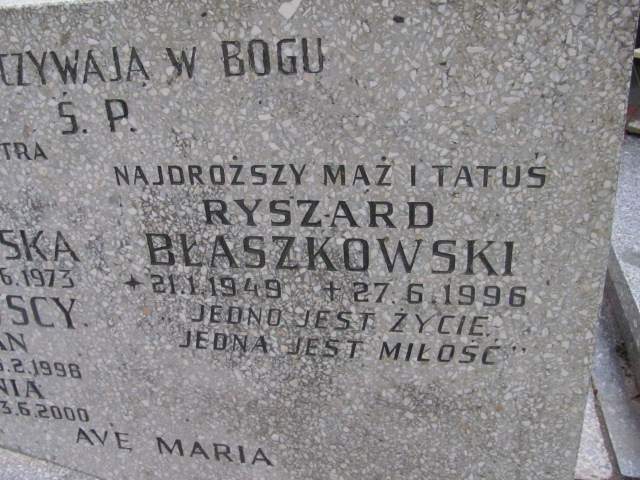 CZYWAJĄ W BOGU
Ś. P.
TRA
NAJDROŻSZY MĄŻ I TATUŚ
RYSZARD
BŁASZKOWSKI
21.1.1949 + 27.6.1996
„JEDNO JEST ŻYCIE,
JEDNA JEST MIŁOŚĆ”
SKA
6.1973
SCY
AN
2.1998
NIA
3.6.2000
AVE MARIA